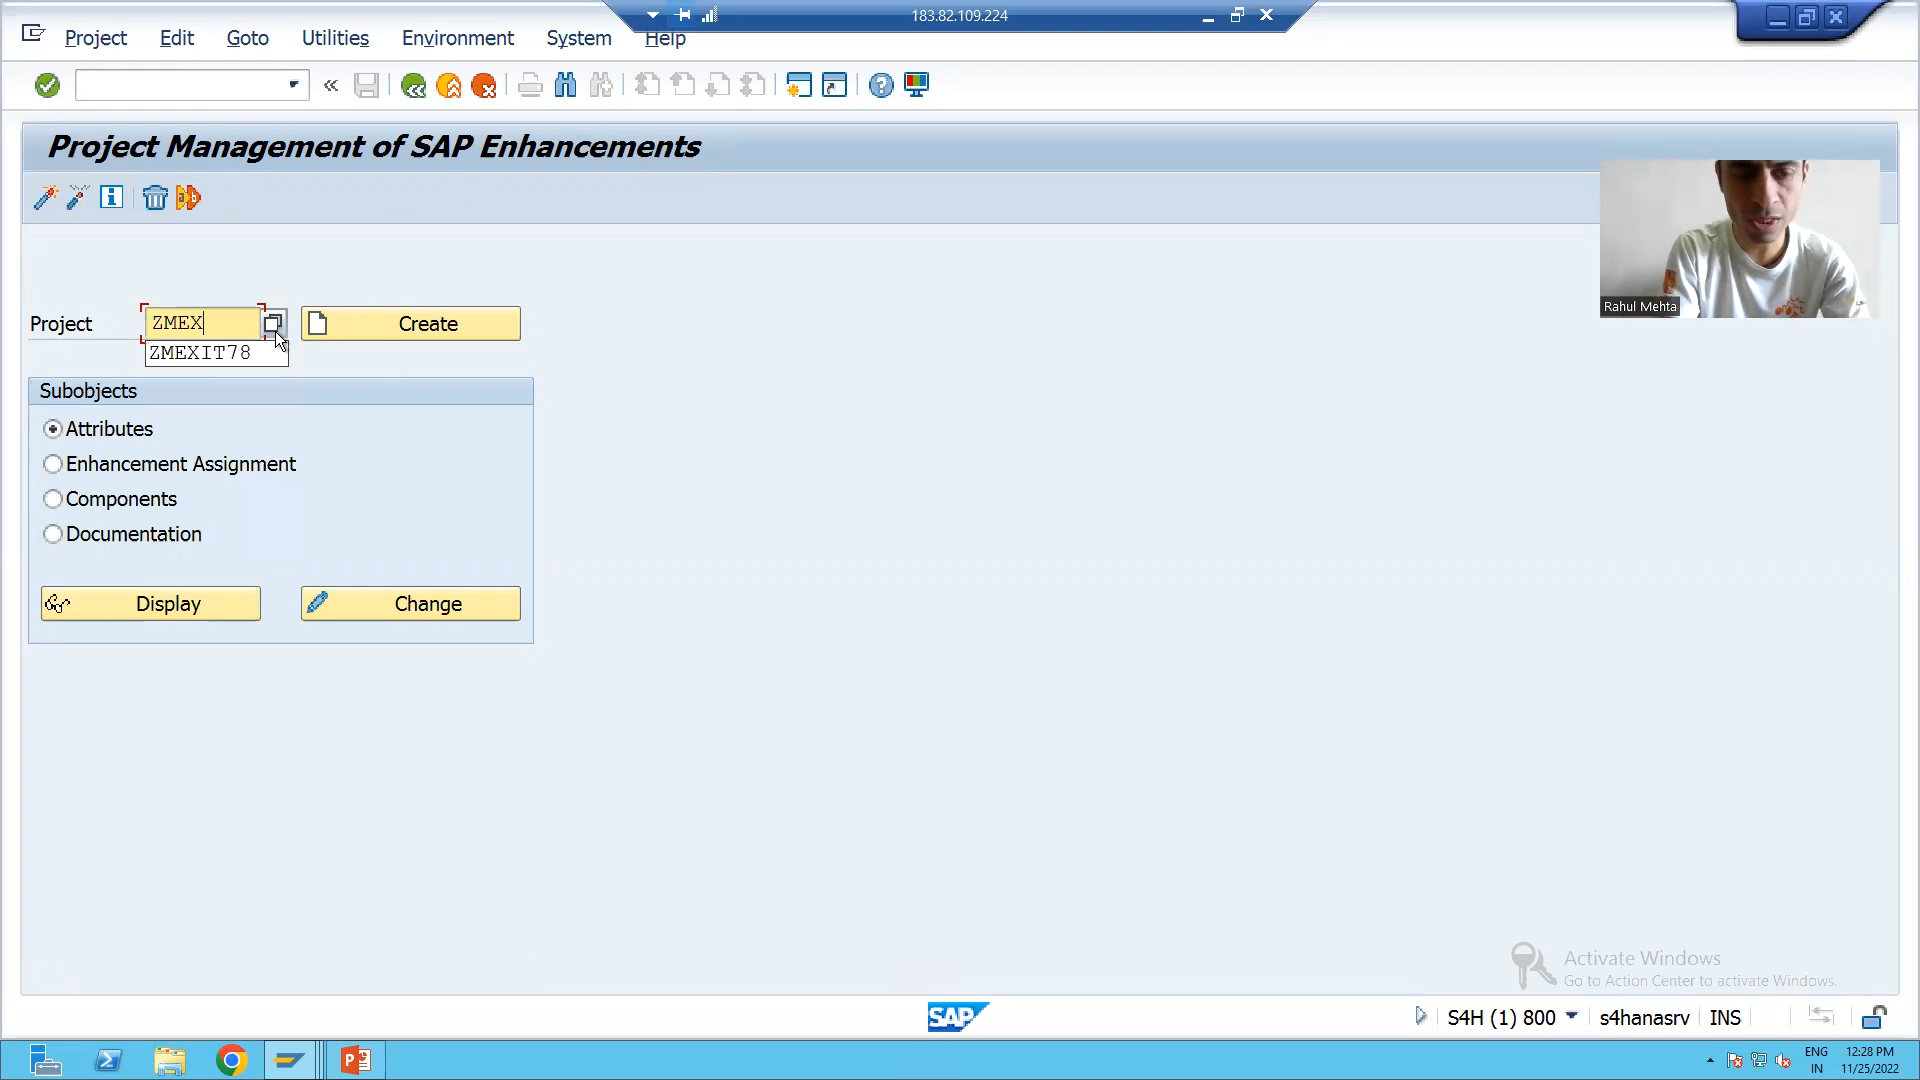 183.82.109.224
Project Edit Goto Utilities Environment System Help
Project Management of SAP Enhancements
Rahul Mehta
Project ZMEX Create
ZMEXIT78
Subobjects
Attributes
Enhancement Assignment
Components
Documentation
Display Change
Activate Windows
Go to Action Center to activate Windows.
SAP S4H (1) 800 s4hanasrv INS
ENG 12:28 PM
IN 11/25/2022